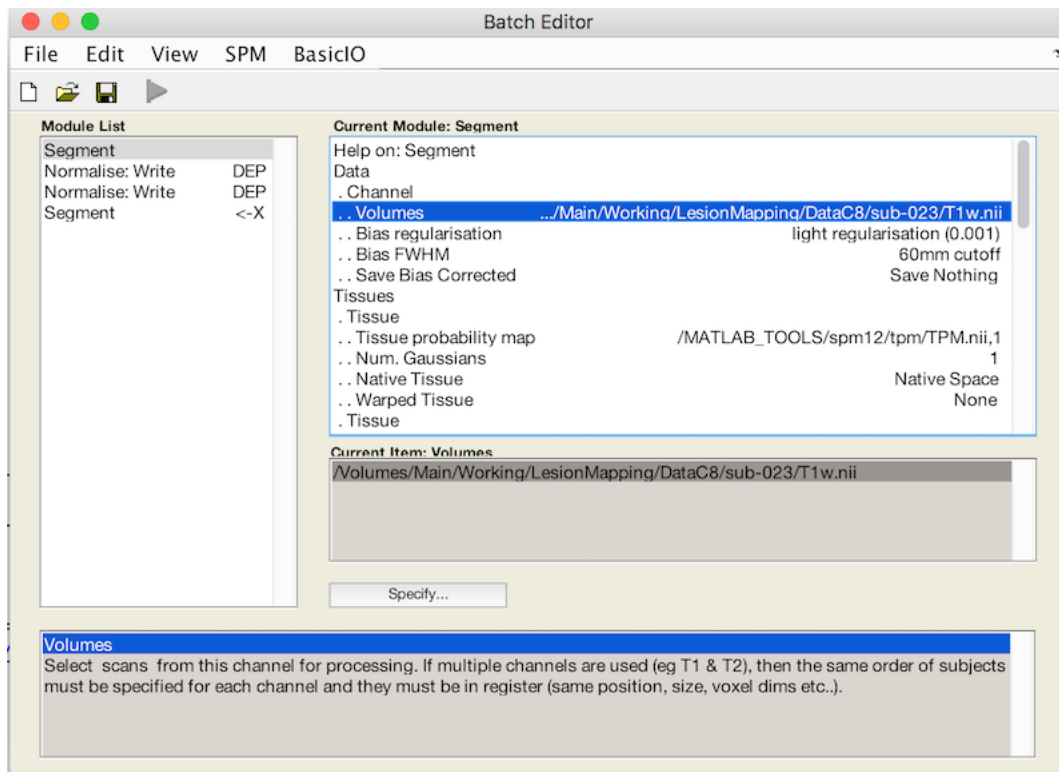 Batch Editor
File Edit View SPM BasicIO
Module List
Segment
Normalise: Write DEP
Normalise: Write DEP
Segment <-X
Current Module: Segment
Help on: Segment
Data
. Channel
. . Volumes .../Main/Working/LesionMapping/DataC8/sub-023/T1w.nii
. . Bias regularisation light regularisation (0.001)
. . Bias FWHM 60mm cutoff
. . Save Bias Corrected Save Nothing
Tissues
. Tissue
. . Tissue probability map /MATLAB_TOOLS/spm12/tpm/TPM.nii,1
. . Num. Gaussians 1
. . Native Tissue Native Space
. . Warped Tissue None
. Tissue
Current Item: Volumes
/Volumes/Main/Working/LesionMapping/DataC8/sub-023/T1w.nii
Specify...
Volumes
Select scans from this channel for processing. If multiple channels are used (eg T1 & T2), then the same order of subjects
must be specified for each channel and they must be in register (same position, size, voxel dims etc..).